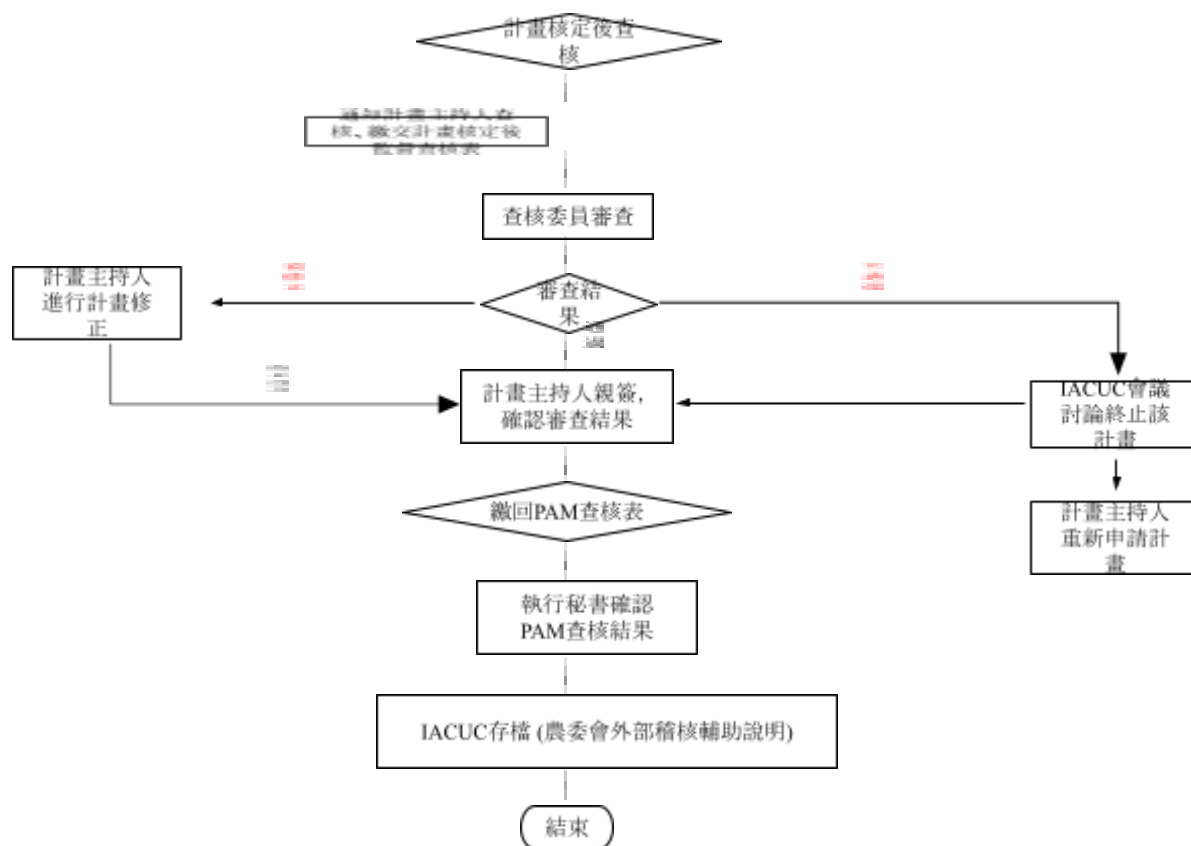 計畫核定後查
核
通知計畫主持人查
核、繳交計畫核定後
監督查核表
查核委員審查
計畫主持人
進行計畫修
正
審查結
果
計畫主持人親簽,
確認審查結果
IACUC會議
討論終止該
計畫
繳回PAM查核表
計畫主持人
重新申請計
畫
執行秘書確認
PAM查核結果
IACUC存檔 (農委會外部稽核輔助說明)
結束